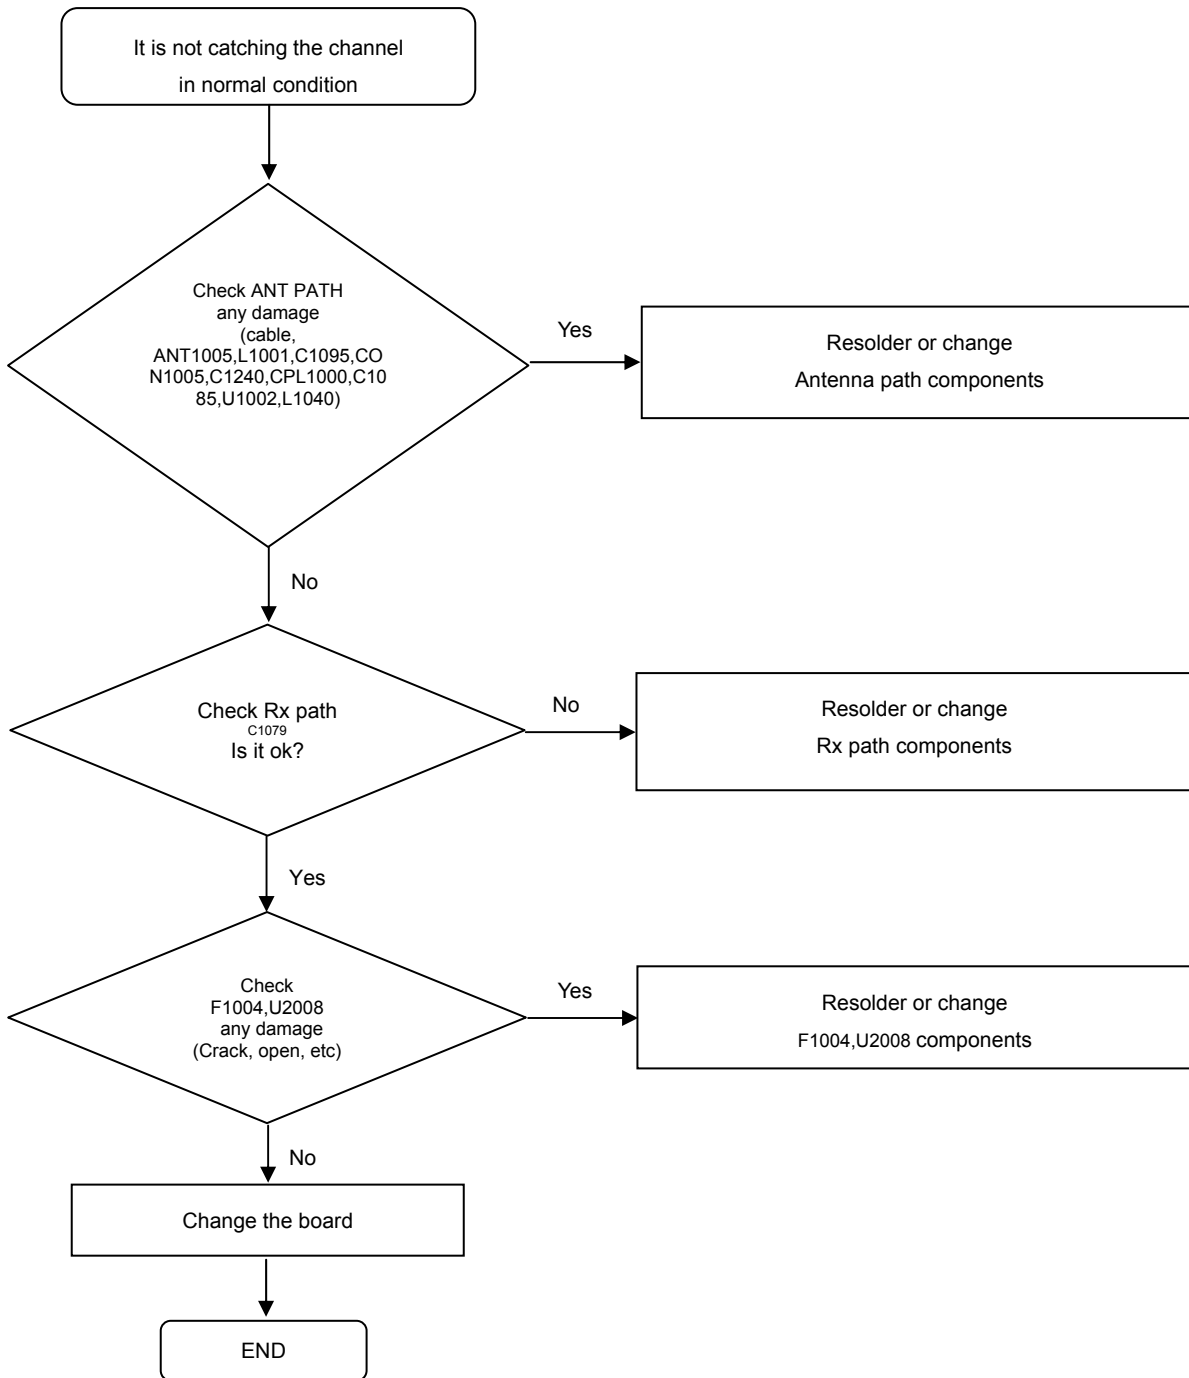 It is not catching the channel
in normal condition
Check ANT PATH
any damage
(cable,
ANT1005,L1001,C1095,CO
N1005,C1240,CPL1000,C10
85,U1002,L1040)
Yes
Resolder or change
Antenna path components
No
Check Rx path
C1079
Is it ok?
No
Resolder or change
Rx path components
Yes
Check
F1004,U2008
any damage
(Crack, open, etc)
Yes
Resolder or change
F1004,U2008 components
No
Change the board
END